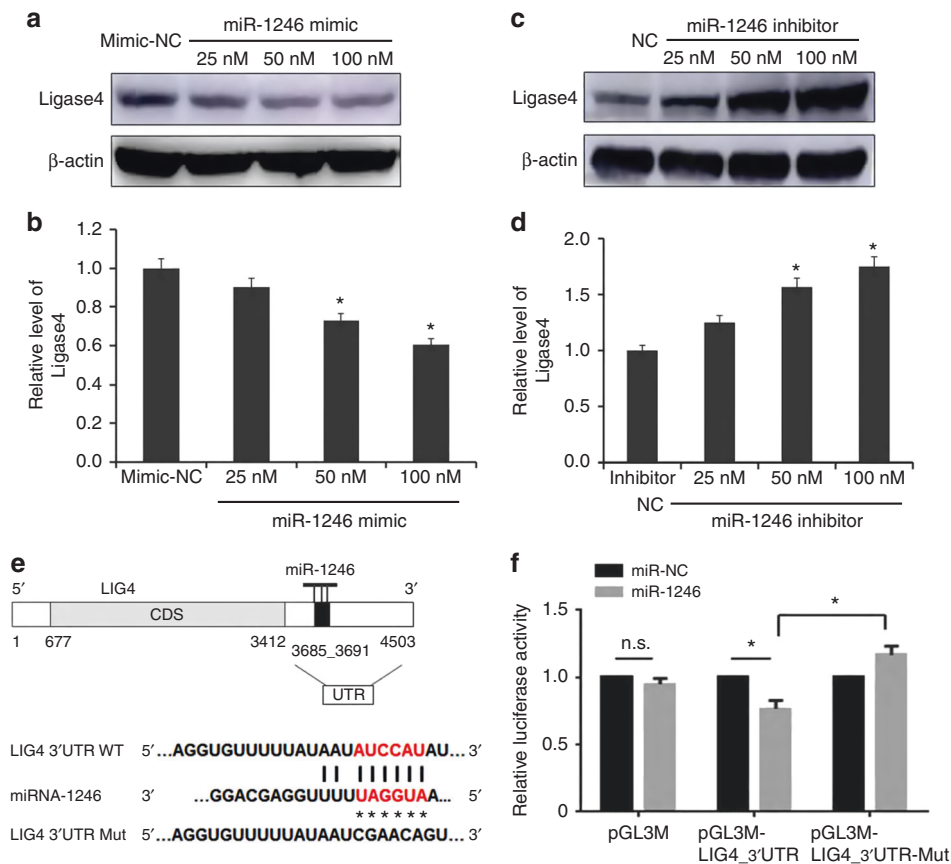 a
Mimic-NC
miR-1246 mimic
25 nM 50 nM 100 nM
Ligase4
β-actin
b
Relative level of
Ligase4
1.2
1.0
0.8
0.6
0.4
0.2
0.0
*
*
Mimic-NC 25 nM 50 nM 100 nM
miR-1246 mimic
c
NC
miR-1246 inhibitor
25 nM 50 nM 100 nM
Ligase4
β-actin
d
Relative level of
Ligase4
2.0
1.5
1.0
0.5
0.0
*
*
Inhibitor 25 nM 50 nM 100 nM
NC
miR-1246 inhibitor
e
miR-1246
5′ LIG4 3′
CDS
1 677 3412 3685_3691 4503
UTR
LIG4 3′UTR WT 5′ ...AGGUGUUUUUAUAAUAUCCAUAU... 3′
miRNA-1246 3′ ...GGACGAGGUUUUUAGGUAA... 5′
******
LIG4 3′UTR Mut ...AGGUGUUUUUAUAAUCGAACAGU... 3′
f
miR-NC
miR-1246
Relative luciferase activity
1.5
1.0
0.5
0
n.s.
*
*
pGL3M pGL3M- pGL3M-
LIG4_3′UTR LIG4_3′UTR-Mut